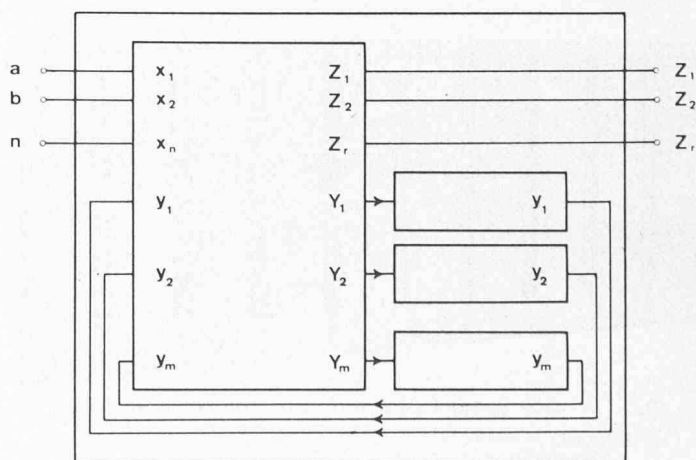 a x₁ Z₁ Z₁
b x₂ Z₂ Z₂
n xₙ Zᵣ Zᵣ
y₁ Y₁ y₁
y₂ Y₂ y₂
yₘ Yₘ yₘ